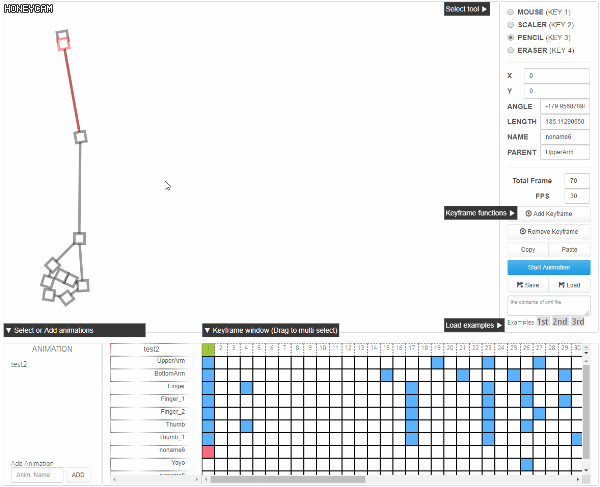 HONEYCAM
Select tool ▶
MOUSE (KEY 1)
SCALER (KEY 2)
PENCIL (KEY 3)
ERASER (KEY 4)
X 0
Y 0
ANGLE -179.9568789
LENGTH 185.11290650
NAME noname6
PARENT UpperArm
Total Frame 70
FPS 30
Keyframe functions ▶
Add Keyframe
Remove Keyframe
Copy Paste
Start Animation
Save Load
the contents of xml file
Load examples ▶
Examples 1st 2nd 3rd
▼ Select or Add animations
▼ Keyframe window (Drag to multi select)
ANIMATION
test2
test2
1 2 3 4 5 6 7 8 9 10 11 12 13 14 15 16 17 18 19 20 21 22 23 24 25 26 27 28 29 30
UpperArm
BottomArm
Finger
Finger_1
Finger_2
Thumb
Thumb_1
noname6
Yoyo
Add Animation
Anim. Name ADD